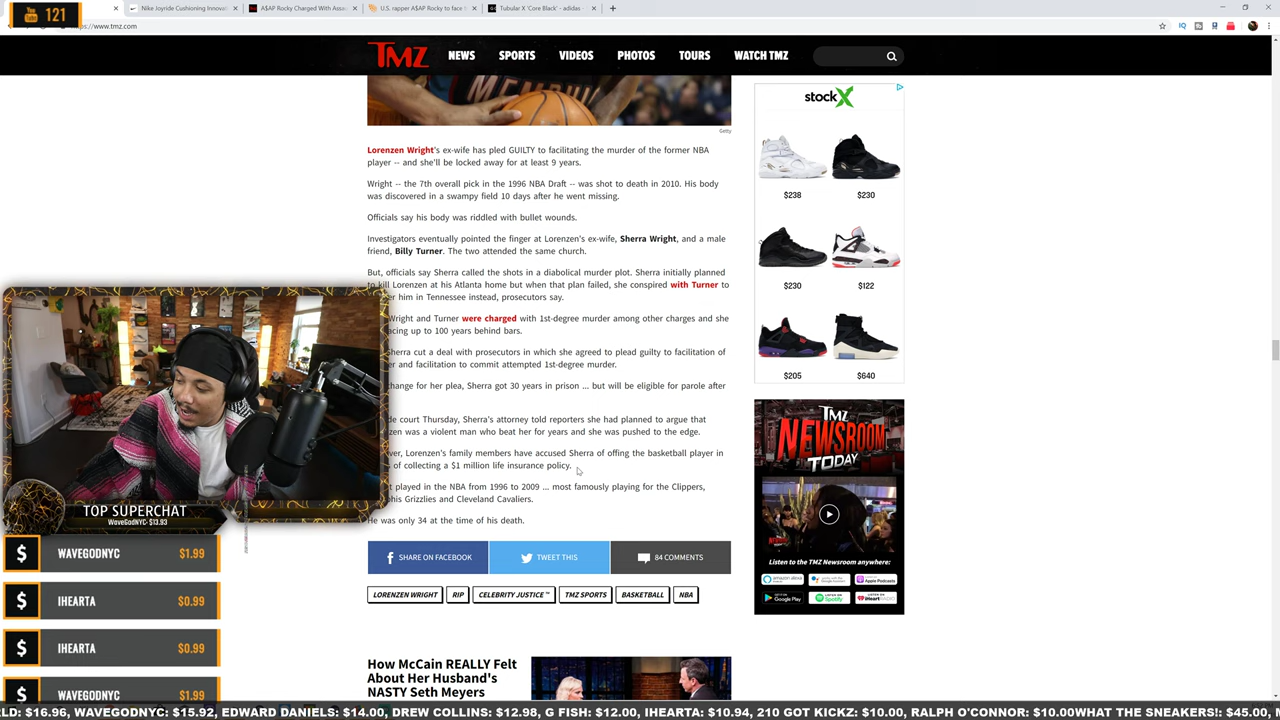 121
Nike Joyride Cushioning Innovati
A$AP Rocky Charged With Assau
U.S. rapper A$AP Rocky to face t
Tubular X 'Core Black' - adidas -
https://www.tmz.com
TMZ
NEWS
SPORTS
VIDEOS
PHOTOS
TOURS
WATCH TMZ
Getty
Lorenzen Wright's ex-wife has pled GUILTY to facilitating the murder of the former NBA
player -- and she'll be locked away for at least 9 years.
Wright -- the 7th overall pick in the 1996 NBA Draft -- was shot to death in 2010. His body
was discovered in a swampy field 10 days after he went missing.
Officials say his body was riddled with bullet wounds.
Investigators eventually pointed the finger at Lorenzen's ex-wife, Sherra Wright, and a male
friend, Billy Turner. The two attended the same church.
But, officials say Sherra called the shots in a diabolical murder plot. Sherra initially planned
to kill Lorenzen at his Atlanta home but when that plan failed, she conspired with Turner to
him in Tennessee instead, prosecutors say.
Wright and Turner were charged with 1st-degree murder among other charges and she
acing up to 100 years behind bars.
Sherra cut a deal with prosecutors in which she agreed to plead guilty to facilitation of
and facilitation to commit attempted 1st-degree murder.
change for her plea, Sherra got 30 years in prison ... but will be eligible for parole after
de court Thursday, Sherra's attorney told reporters she had planned to argue that
zen was a violent man who beat her for years and she was pushed to the edge.
ver, Lorenzen's family members have accused Sherra of offing the basketball player in
of collecting a $1 million life insurance policy.
t played in the NBA from 1996 to 2009 ... most famously playing for the Clippers,
his Grizzlies and Cleveland Cavaliers.
He was only 34 at the time of his death.
SHARE ON FACEBOOK
TWEET THIS
84 COMMENTS
LORENZEN WRIGHT
RIP
CELEBRITY JUSTICE ™
TMZ SPORTS
BASKETBALL
NBA
How McCain REALLY Felt
About Her Husband's
NASTY Seth Meyers
stockX
$238
$230
$230
$122
$205
$640
TMZ
NEWSROOM
TODAY
Listen to the TMZ Newsroom anywhere:
amazon alexa
Apple Podcasts
Google Play
Spotify
iHeartRADIO
TOP SUPERCHAT
WaveGodNYC- $13.93
$ WAVEGODNYC $1.99
$ IHEARTA $0.99
$ IHEARTA $0.99
$ WAVEGODNYC $1.99
RLD: $16.96, WAVEGODNYC: $15.92, EDWARD DANIELS: $14.00, DREW COLLINS: $12.98, G FISH: $12.00, IHEARTA: $10.94, 210 GOT KICKZ: $10.00, RALPH O'CONNOR: $10.00WHAT THE SNEAKERS!: $45.00,